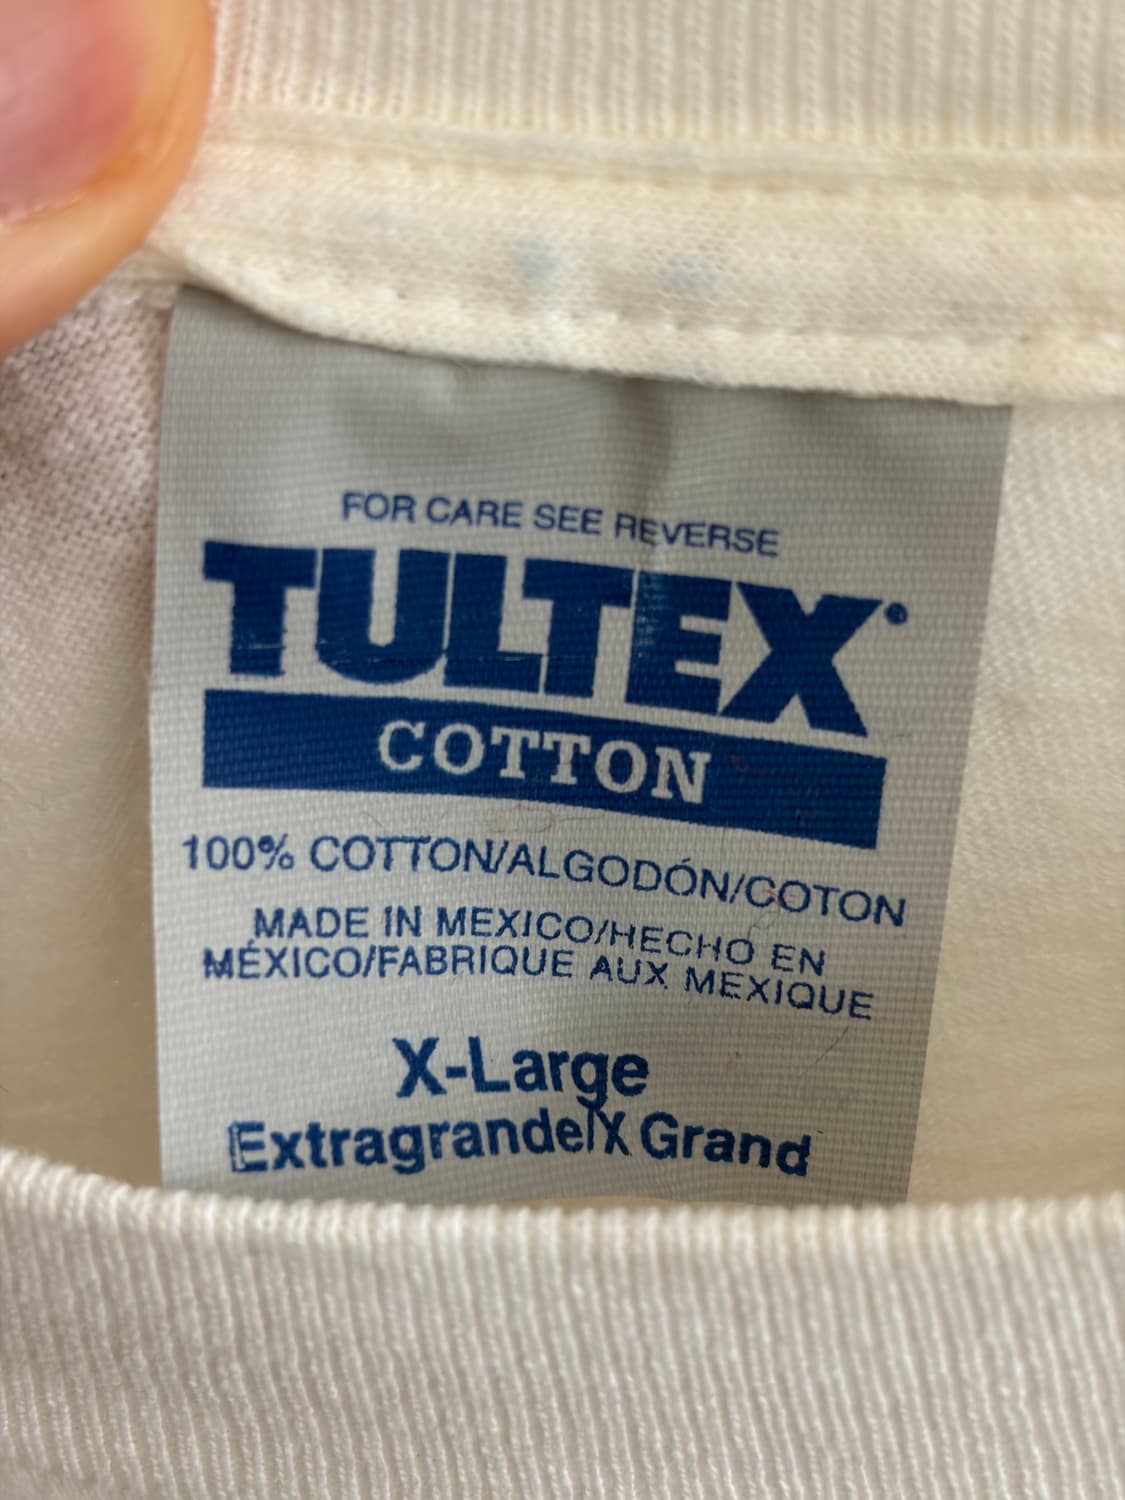 FOR CARE SEE REVERSE
TULTEX®
COTTON
100% COTTON/ALGODÓN/COTON
MADE IN MEXICO/HECHO EN
MÉXICO/FABRIQUE AUX MEXIQUE
X-Large
Extragrande/X Grand